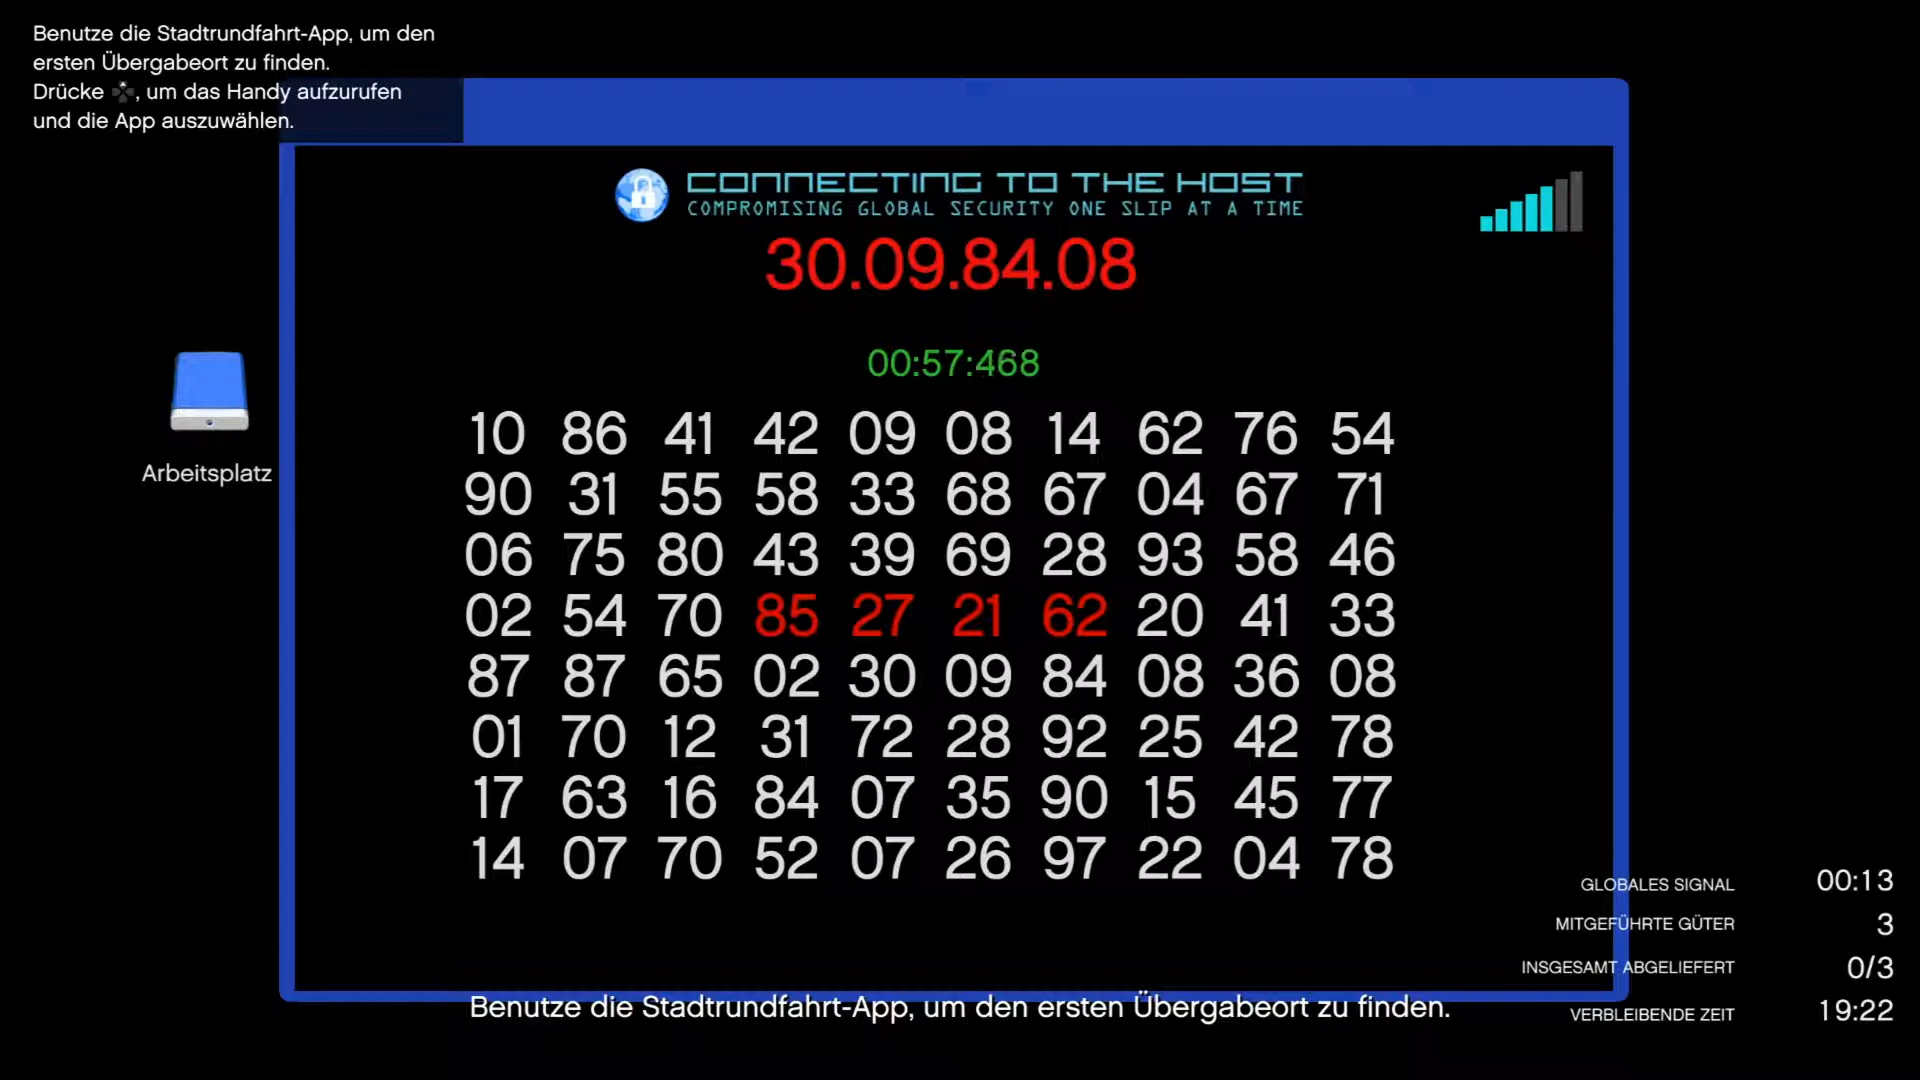 Benutze die Stadtrundfahrt-App, um den
ersten Übergabeort zu finden.
Drücke , um das Handy aufzurufen
und die App auszuwählen.
CONNECTING TO THE HOST
COMPROMISING GLOBAL SECURITY ONE SLIP AT A TIME
30.09.84.08
00:57:468
Arbeitsplatz
10 86 41 42 09 08 14 62 76 54
90 31 55 58 33 68 67 04 67 71
06 75 80 43 39 69 28 93 58 46
02 54 70 85 27 21 62 20 41 33
87 87 65 02 30 09 84 08 36 08
01 70 12 31 72 28 92 25 42 78
17 63 16 84 07 35 90 15 45 77
14 07 70 52 07 26 97 22 04 78
GLOBALES SIGNAL 00:13
MITGEFÜHRTE GÜTER 3
INSGESAMT ABGELIEFERT 0/3
VERBLEIBENDE ZEIT 19:22
Benutze die Stadtrundfahrt-App, um den ersten Übergabeort zu finden.